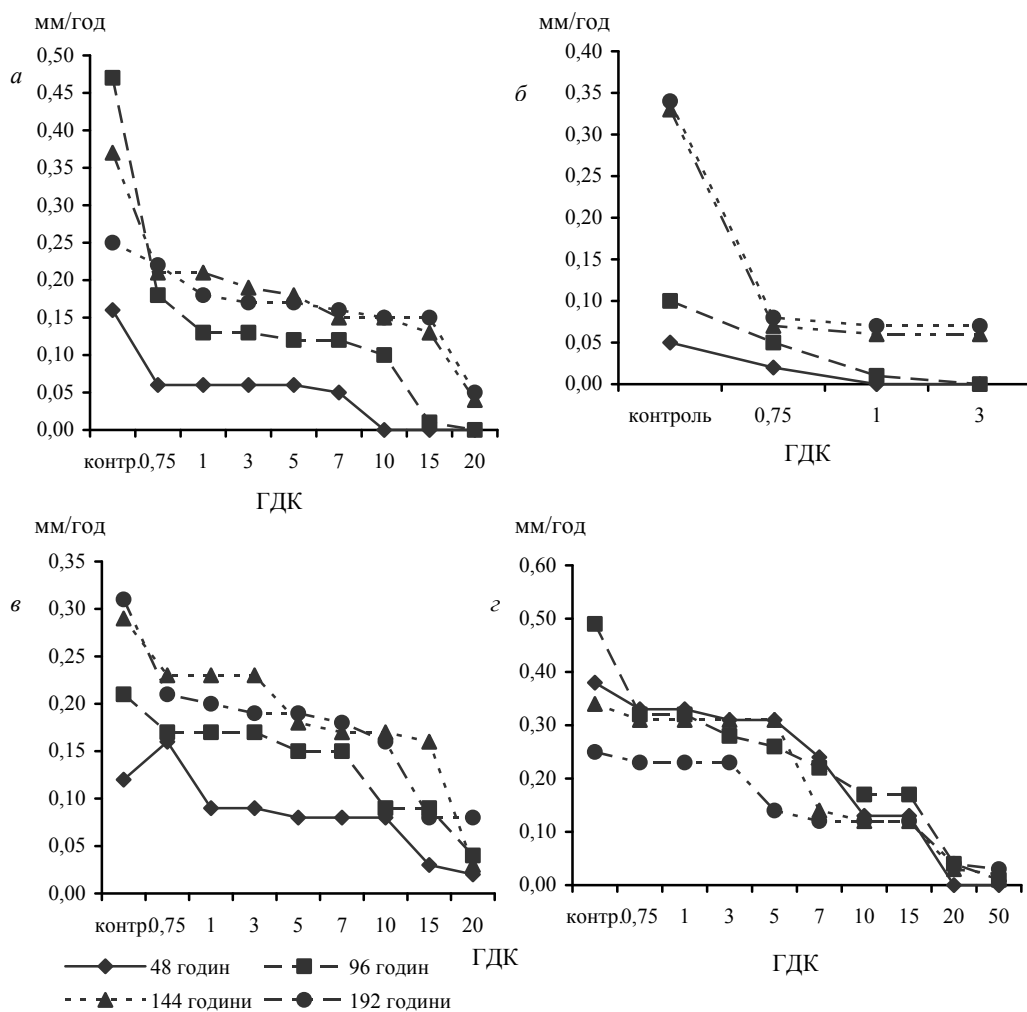 мм/год
0,50
0,45
0,40
0,35
0,30
0,25
0,20
0,15
0,10
0,05
0,00
а
контр. 0,75 1 3 5 7 10 15 20
ГДК
мм/год
0,40
0,35
0,30
0,25
0,20
0,15
0,10
0,05
0,00
б
контроль 0,75 1 3
ГДК
мм/год
0,35
0,30
0,25
0,20
0,15
0,10
0,05
0,00
в
контр. 0,75 1 3 5 7 10 15 20
ГДК
мм/год
0,60
0,50
0,40
0,30
0,20
0,10
0,00
г
контр. 0,75 1 3 5 7 10 15 20 50
ГДК
48 годин 96 годин
144 години 192 години